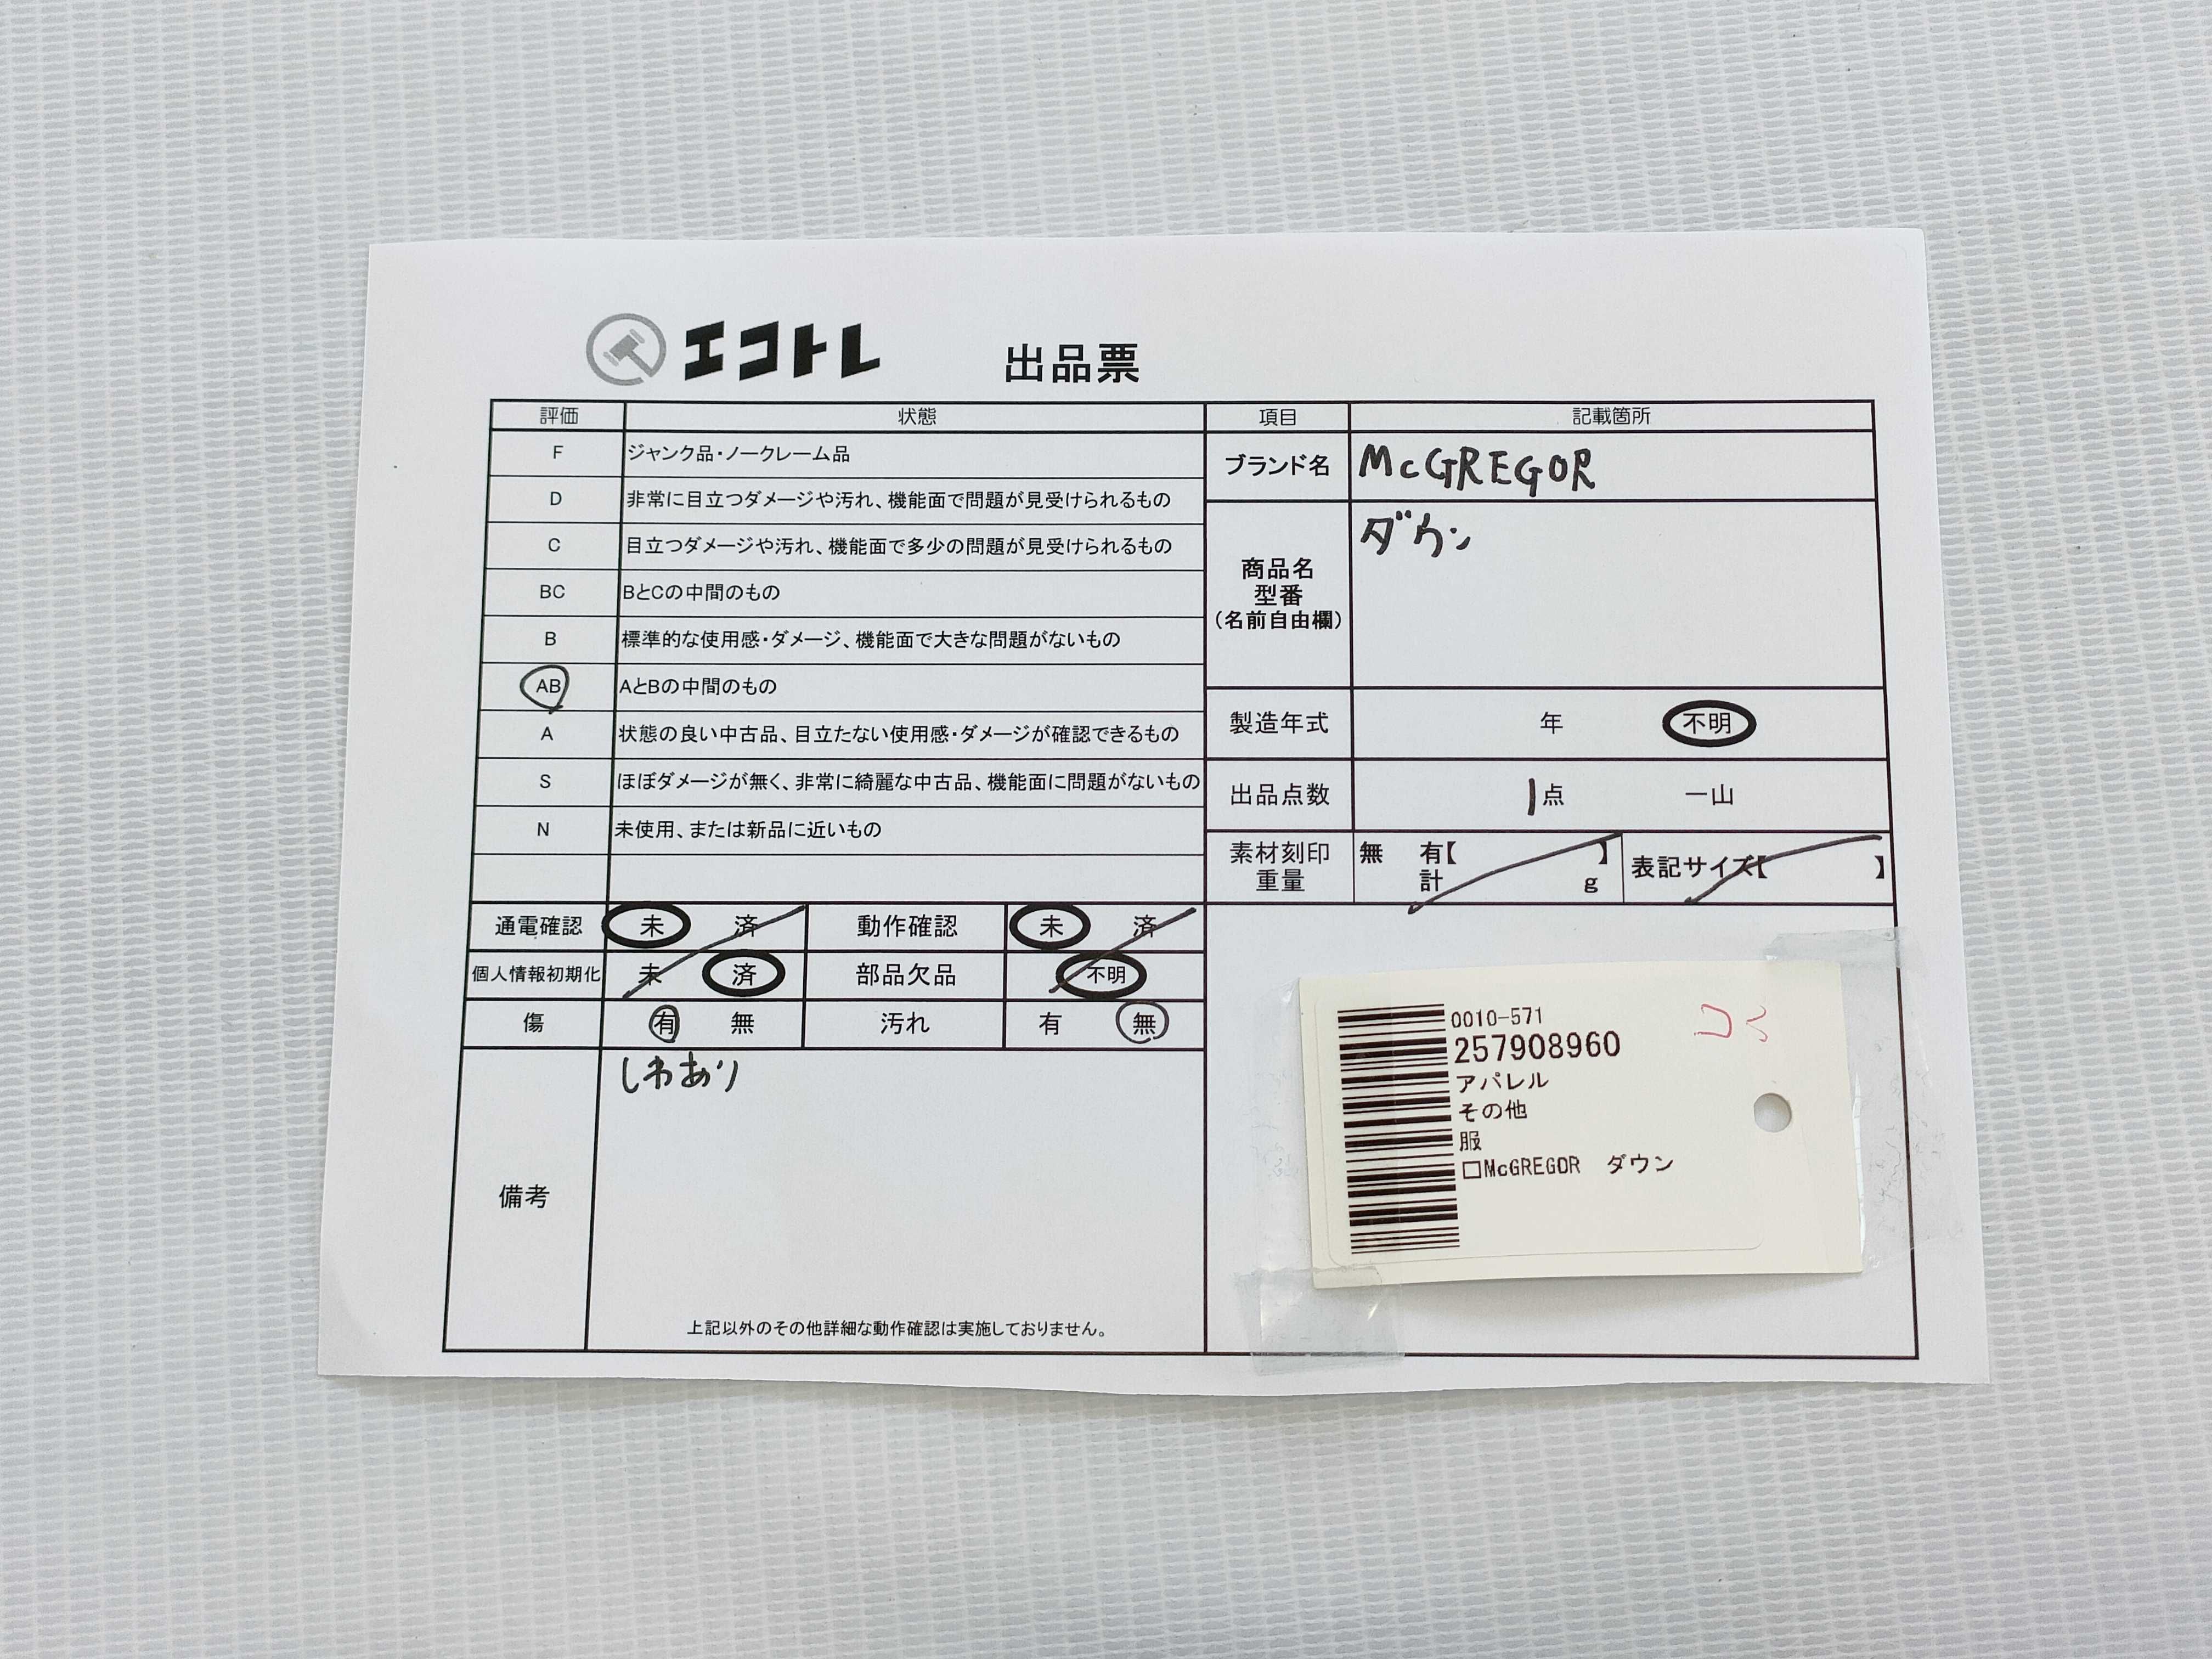 エコトレ 出品票
評価 状態
F ジャンク品・ノークレーム品
D 非常に目立つダメージや汚れ、機能面で問題が見受けられるもの
C 目立つダメージや汚れ、機能面で多少の問題が見受けられるもの
BC BとCの中間のもの
B 標準的な使用感・ダメージ、機能面で大きな問題がないもの
AB AとBの中間のもの
A 状態の良い中古品、目立たない使用感・ダメージが確認できるもの
S ほぼダメージが無く、非常に綺麗な中古品、機能面に問題がないもの
N 未使用、または新品に近いもの
通電確認 未 済 動作確認 未 済
個人情報初期化 未 済 部品欠品 不明
傷 有 無 汚れ 有 無
備考
しわあり
上記以外のその他詳細な動作確認は実施しておりません。
項目 記載箇所
ブランド名 McGREGOR
商品名
型番
(名前自由欄)
ダウン
製造年式 年 不明
出品点数 1点 一山
素材刻印 無 有【 】
重量 計 g
表記サイズ【 】
0010-571
257908960
アパレル
その他
服
□McGREGOR ダウン